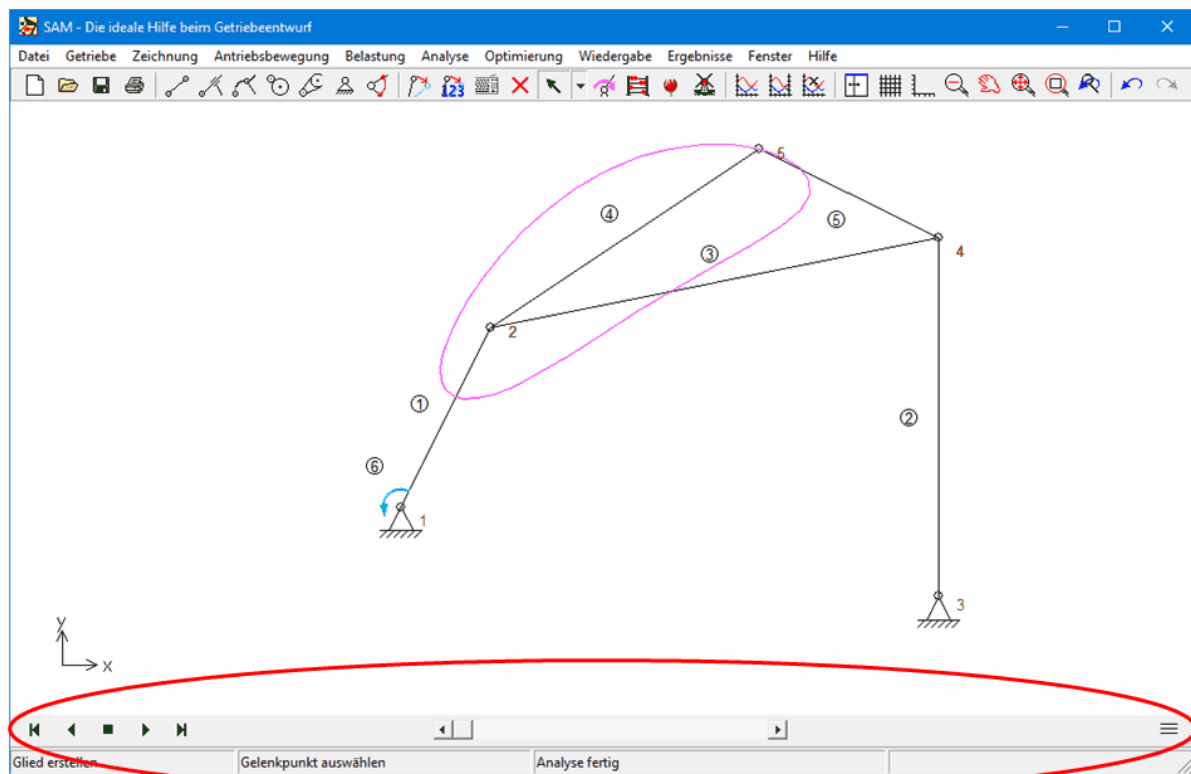 SAM - Die ideale Hilfe beim Getriebeentwurf
Datei Getriebe Zeichnung Antriebsbewegung Belastung Analyse Optimierung Wiedergabe Ergebnisse Fenster Hilfe
123
5
4
5
3
4
2
1
2
6
1
3
y
x
Glied erstellen Gelenkpunkt auswählen Analyse fertig